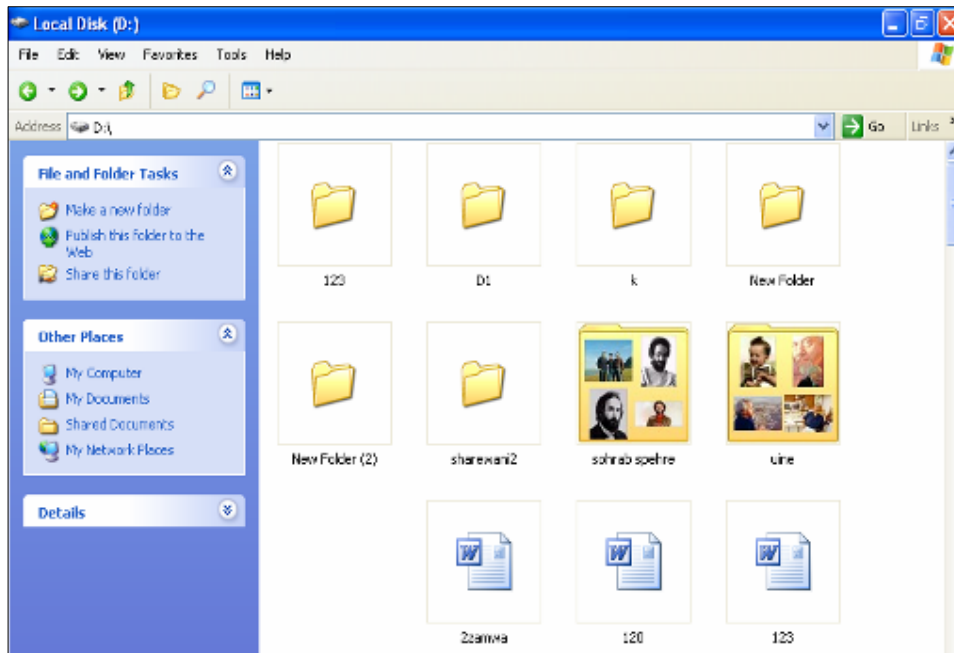 Local Disk (D:)
File Edit View Favorites Tools Help
Address D:\ Go Links
File and Folder Tasks
Make a new folder
Publish this folder to the
Web
Share this folder
Other Places
My Computer
My Documents
Shared Documents
My Network Places
Details
123 D1 k New Folder
New Folder (2) sharewani2 sohrab spehre uine
2zamwa 120 123